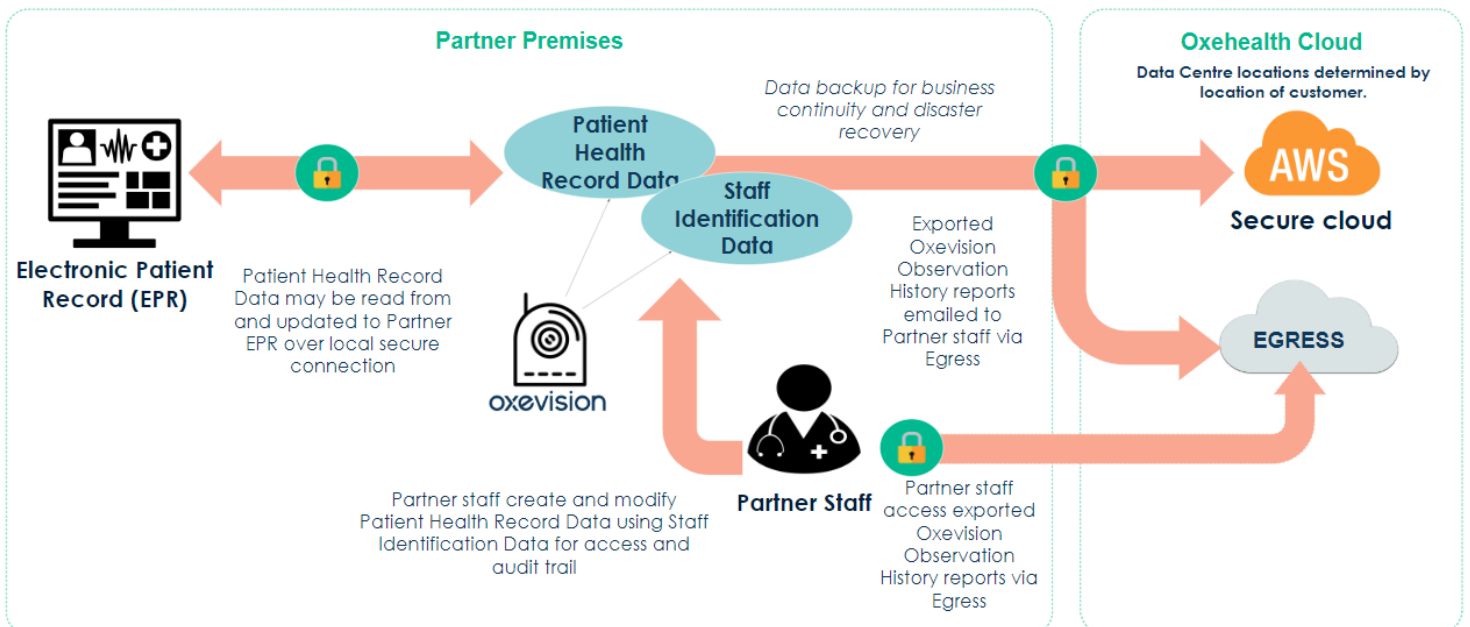 Partner Premises
Oxehealth Cloud
Data Centre locations determined by
location of customer.
Data backup for business
continuity and disaster
recovery
Patient
Health
Record Data
Staff
Identification
Data
AWS
Secure cloud
Electronic Patient
Record (EPR)
Patient Health Record
Data may be read from
and updated to Partner
EPR over local secure
connection
oxevision
Exported
Oxevision
Observation
History reports
emailed to
Partner staff via
Egress
EGRESS
Partner Staff
Partner staff create and modify
Patient Health Record Data using Staff
Identification Data for access and
audit trail
Partner staff
access exported
Oxevision
Observation
History reports via
Egress